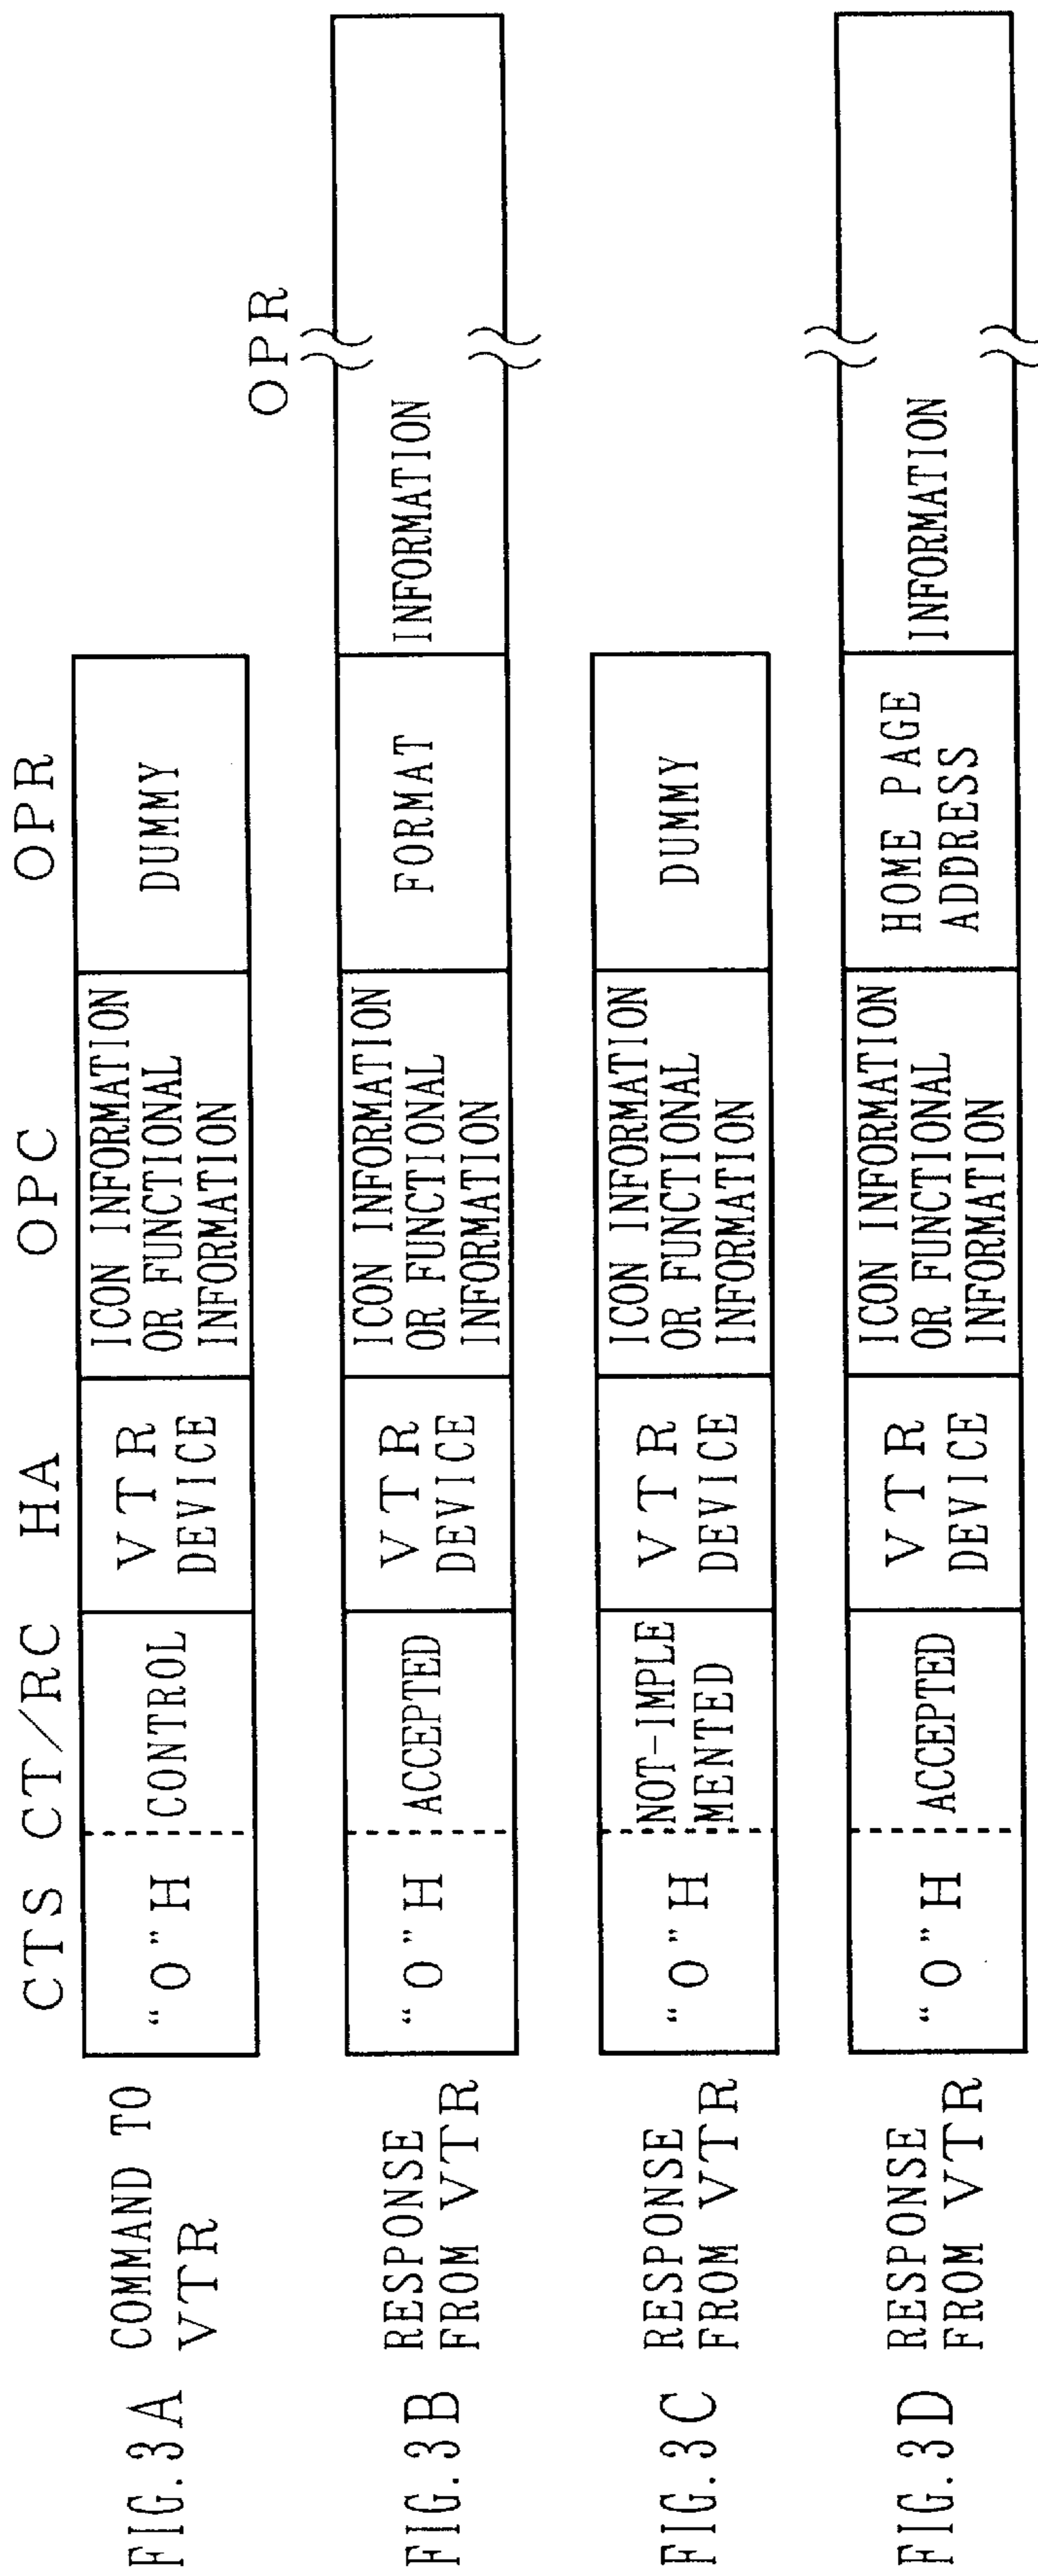 CTS CT/RC HA OPC OPR
FIG. 3A COMMAND TO
VTR
“0”H
CONTROL
VTR
DEVICE
ICON INFORMATION
OR FUNCTIONAL
INFORMATION
DUMMY
OPR
FIG. 3B RESPONSE
FROM VTR
“0”H
ACCEPTED
VTR
DEVICE
ICON INFORMATION
OR FUNCTIONAL
INFORMATION
FORMAT
INFORMATION
FIG. 3C RESPONSE
FROM VTR
“0”H
NOT-IMPLE
MENTED
VTR
DEVICE
ICON INFORMATION
OR FUNCTIONAL
INFORMATION
DUMMY
FIG. 3D RESPONSE
FROM VTR
“0”H
ACCEPTED
VTR
DEVICE
ICON INFORMATION
OR FUNCTIONAL
INFORMATION
HOME PAGE
ADDRESS
INFORMATION